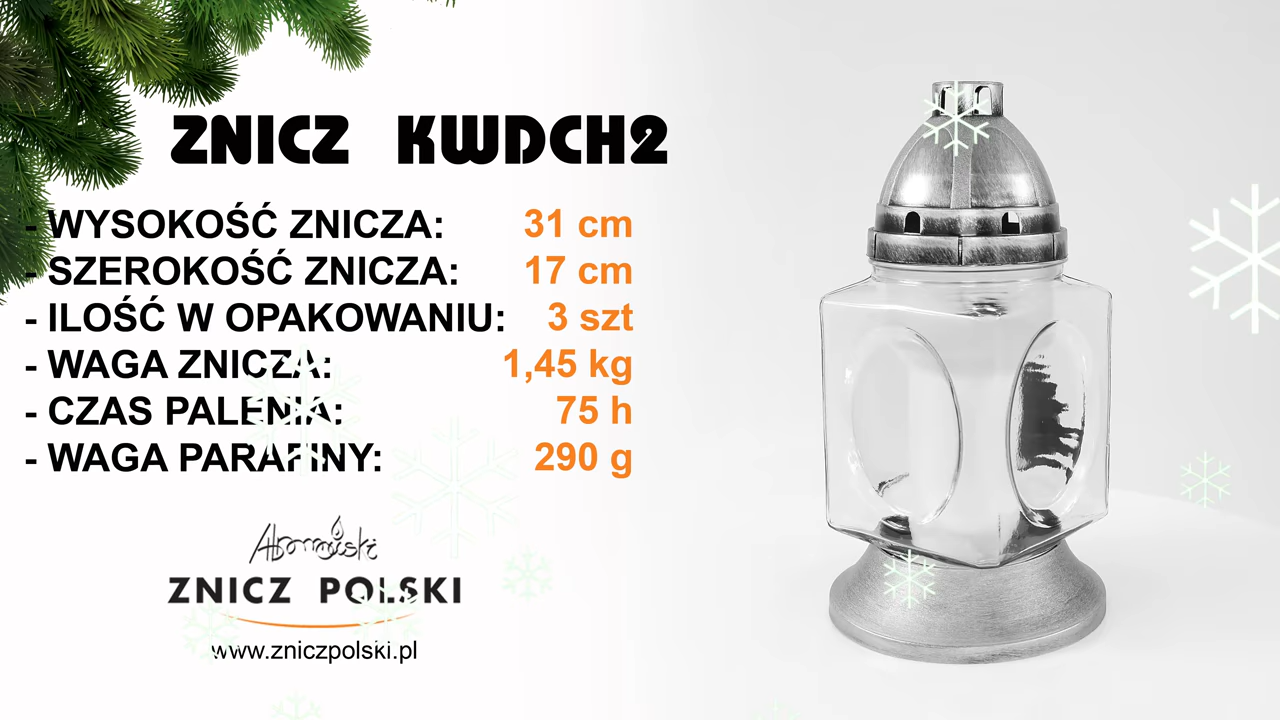 ZNICZ KWDCH2
- WYSOKOŚĆ ZNICZA: 31 cm
- SZEROKOŚĆ ZNICZA: 17 cm
- ILOŚĆ W OPAKOWANIU: 3 szt
- WAGA ZNICZA: 1,45 kg
- CZAS PALENIA: 75 h
- WAGA PARAFINY: 290 g
ZNICZ POLSKI
www.zniczpolski.pl